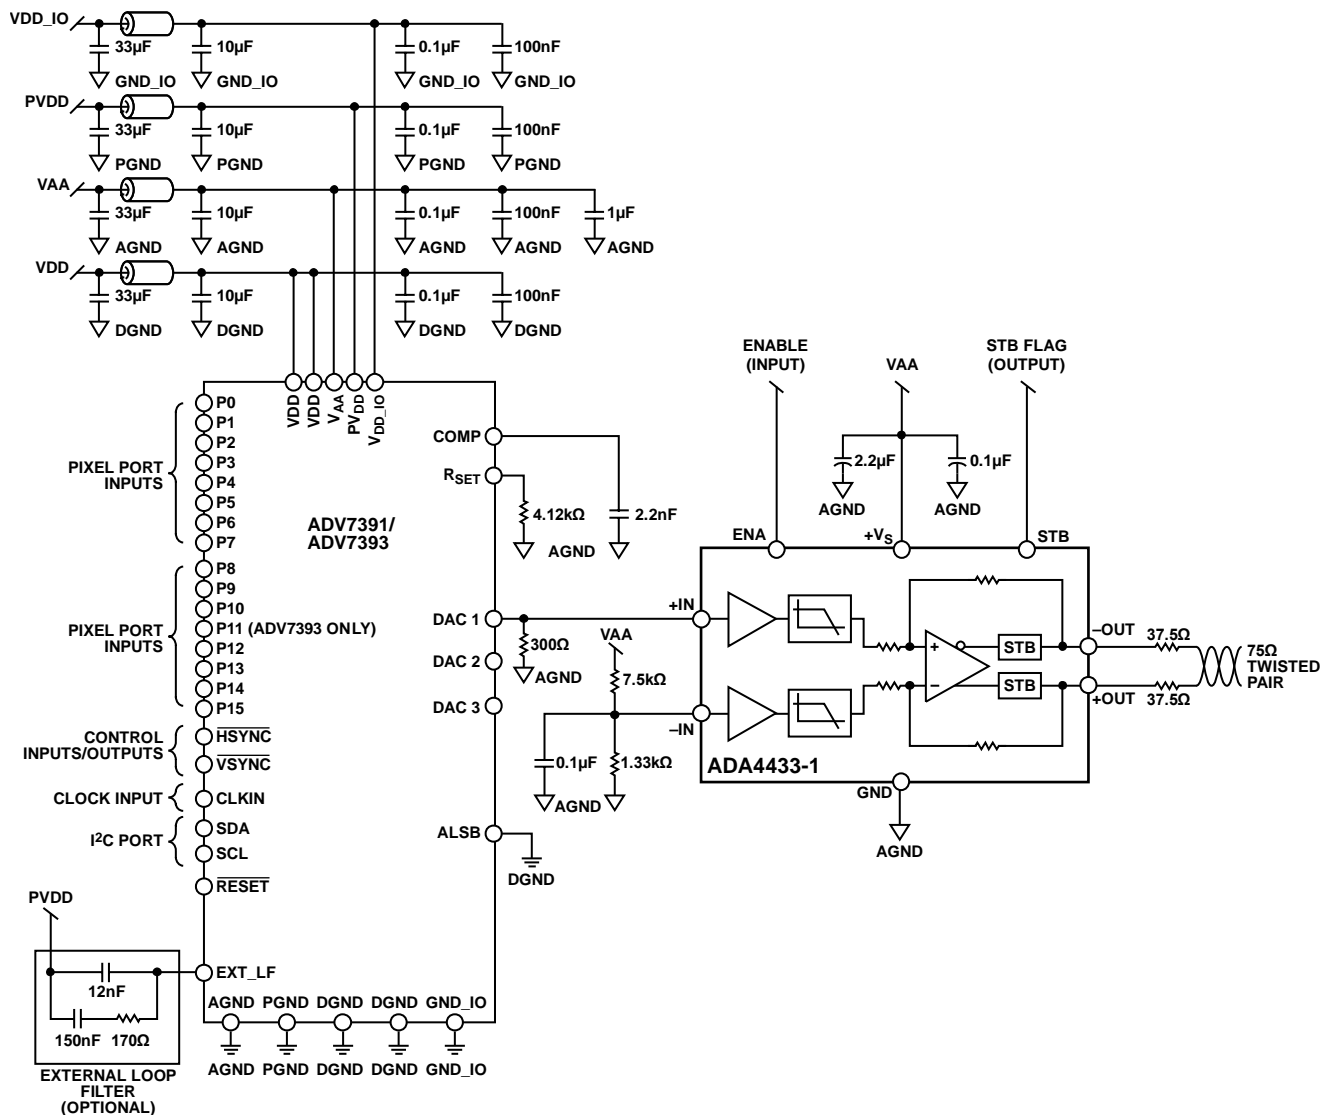 VDD_IO
33µF
10µF
0.1µF
100nF
GND_IO
GND_IO
GND_IO
GND_IO
PVDD
33µF
10µF
0.1µF
100nF
PGND
PGND
PGND
PGND
VAA
33µF
10µF
0.1µF
100nF
1µF
AGND
AGND
AGND
AGND
AGND
VDD
33µF
10µF
0.1µF
100nF
DGND
DGND
DGND
DGND
VDD
VDD
VAA
PVDD
VDD_IO
P0
P1
P2
P3
P4
P5
P6
P7
PIXEL PORT
INPUTS
P8
P9
P10
P11 (ADV7393 ONLY)
P12
P13
P14
P15
PIXEL PORT
INPUTS
CONTROL
INPUTS/OUTPUTS
HSYNC
VSYNC
CLOCK INPUT
CLKIN
I2C PORT
SDA
SCL
RESET
PVDD
EXT_LF
12nF
150nF
170Ω
EXTERNAL LOOP
FILTER
(OPTIONAL)
ADV7391/
ADV7393
COMP
RSET
4.12kΩ
AGND
2.2nF
DAC 1
DAC 2
DAC 3
300Ω
AGND
VAA
7.5kΩ
0.1µF
1.33kΩ
AGND
ALSB
DGND
AGND
PGND
DGND
DGND
GND_IO
AGND
PGND
DGND
DGND
GND_IO
ENABLE
(INPUT)
VAA
STB FLAG
(OUTPUT)
2.2µF
0.1µF
AGND
AGND
ENA
+VS
STB
+IN
–IN
+
–
STB
STB
–OUT
+OUT
37.5Ω
37.5Ω
75Ω
TWISTED
PAIR
ADA4433-1
GND
AGND